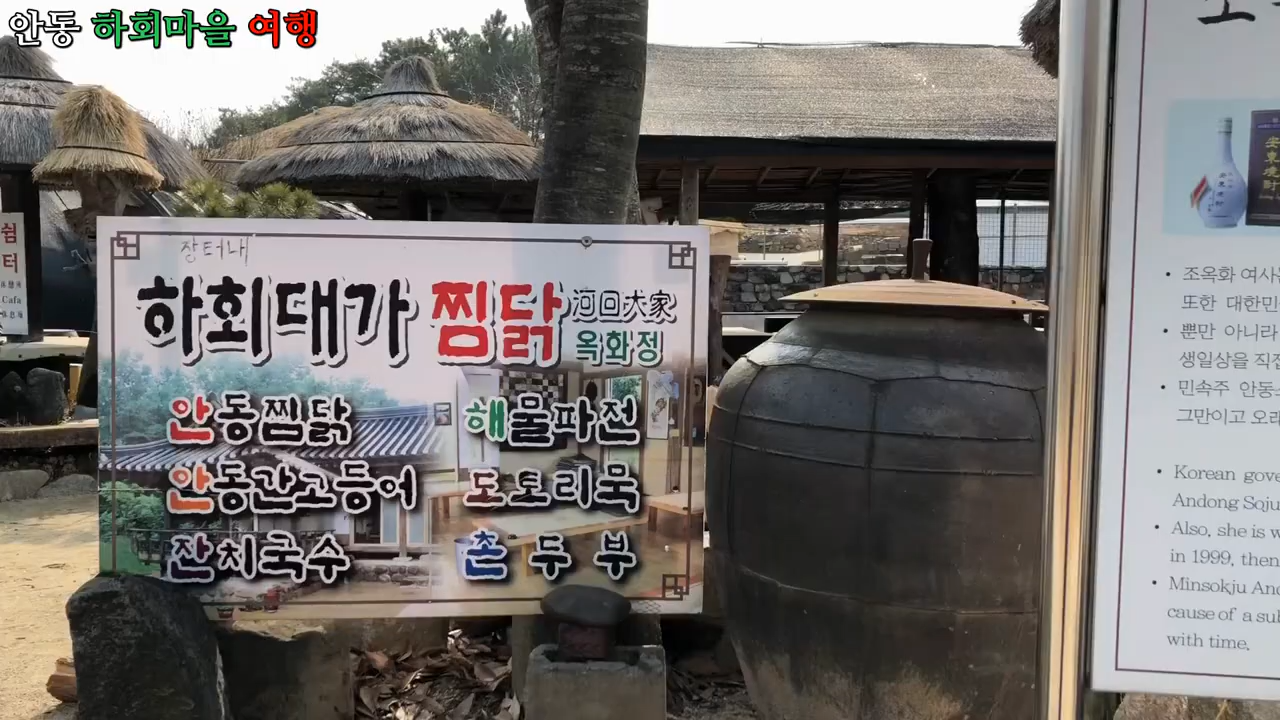 안동 하회마을 여행
쉼
터
Cafa
장터내
하회대가 찜닭 河回大家
옥화정
안동찜닭 해물파전
안동간고등어 도토리묵
잔치국수 촌두부
安東燒酎
• 조옥화 여사
또한 대한민
• 뿐만 아니라
생일상을 직접
• 민속주 안동
그만이고 오래
• Korean gove
Andong Soju
• Also, she is w
in 1999, then
• Minsokju And
cause of a sub
with time.